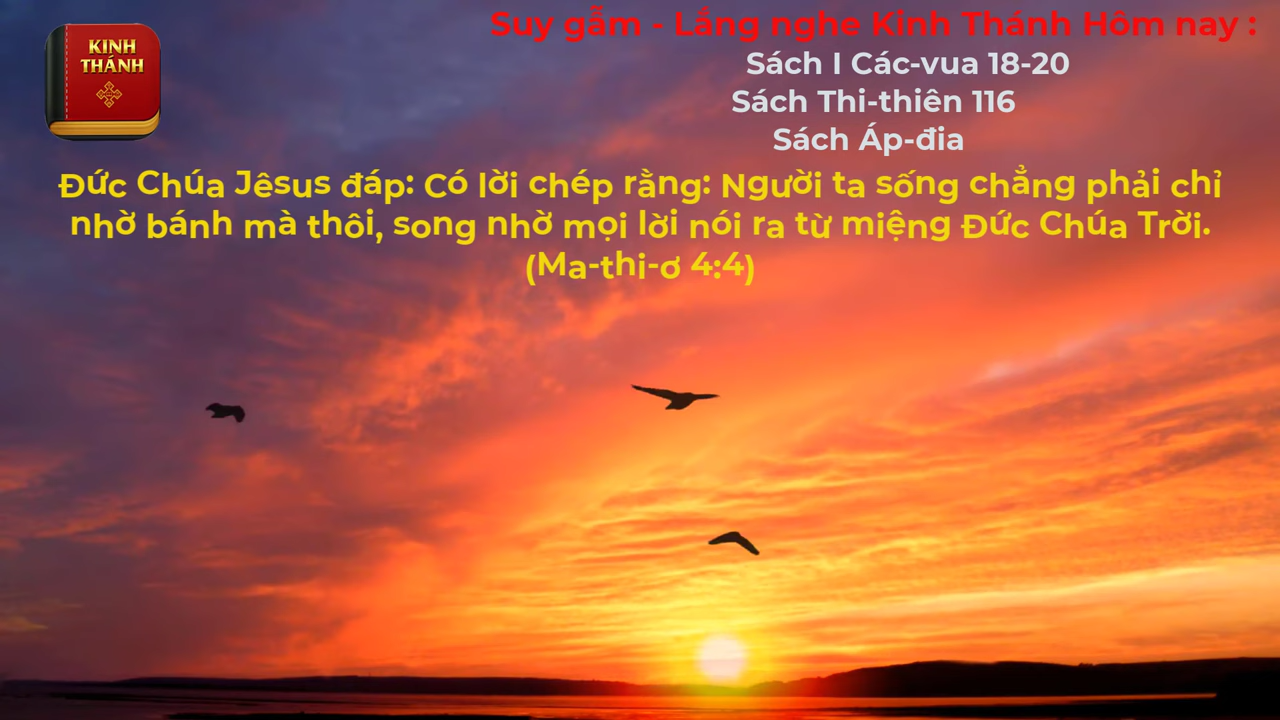 KINH
THÁNH
Suy gẫm - Lắng nghe Kinh Thánh Hôm nay :
Sách I Các-vua 18-20
Sách Thi-thiên 116
Sách Áp-đia
Đức Chúa Jêsus đáp: Có lời chép rằng: Người ta sống chẳng phải chỉ
nhờ bánh mà thôi, song nhờ mọi lời nói ra từ miệng Đức Chúa Trời.
(Ma-thi-ơ 4:4)